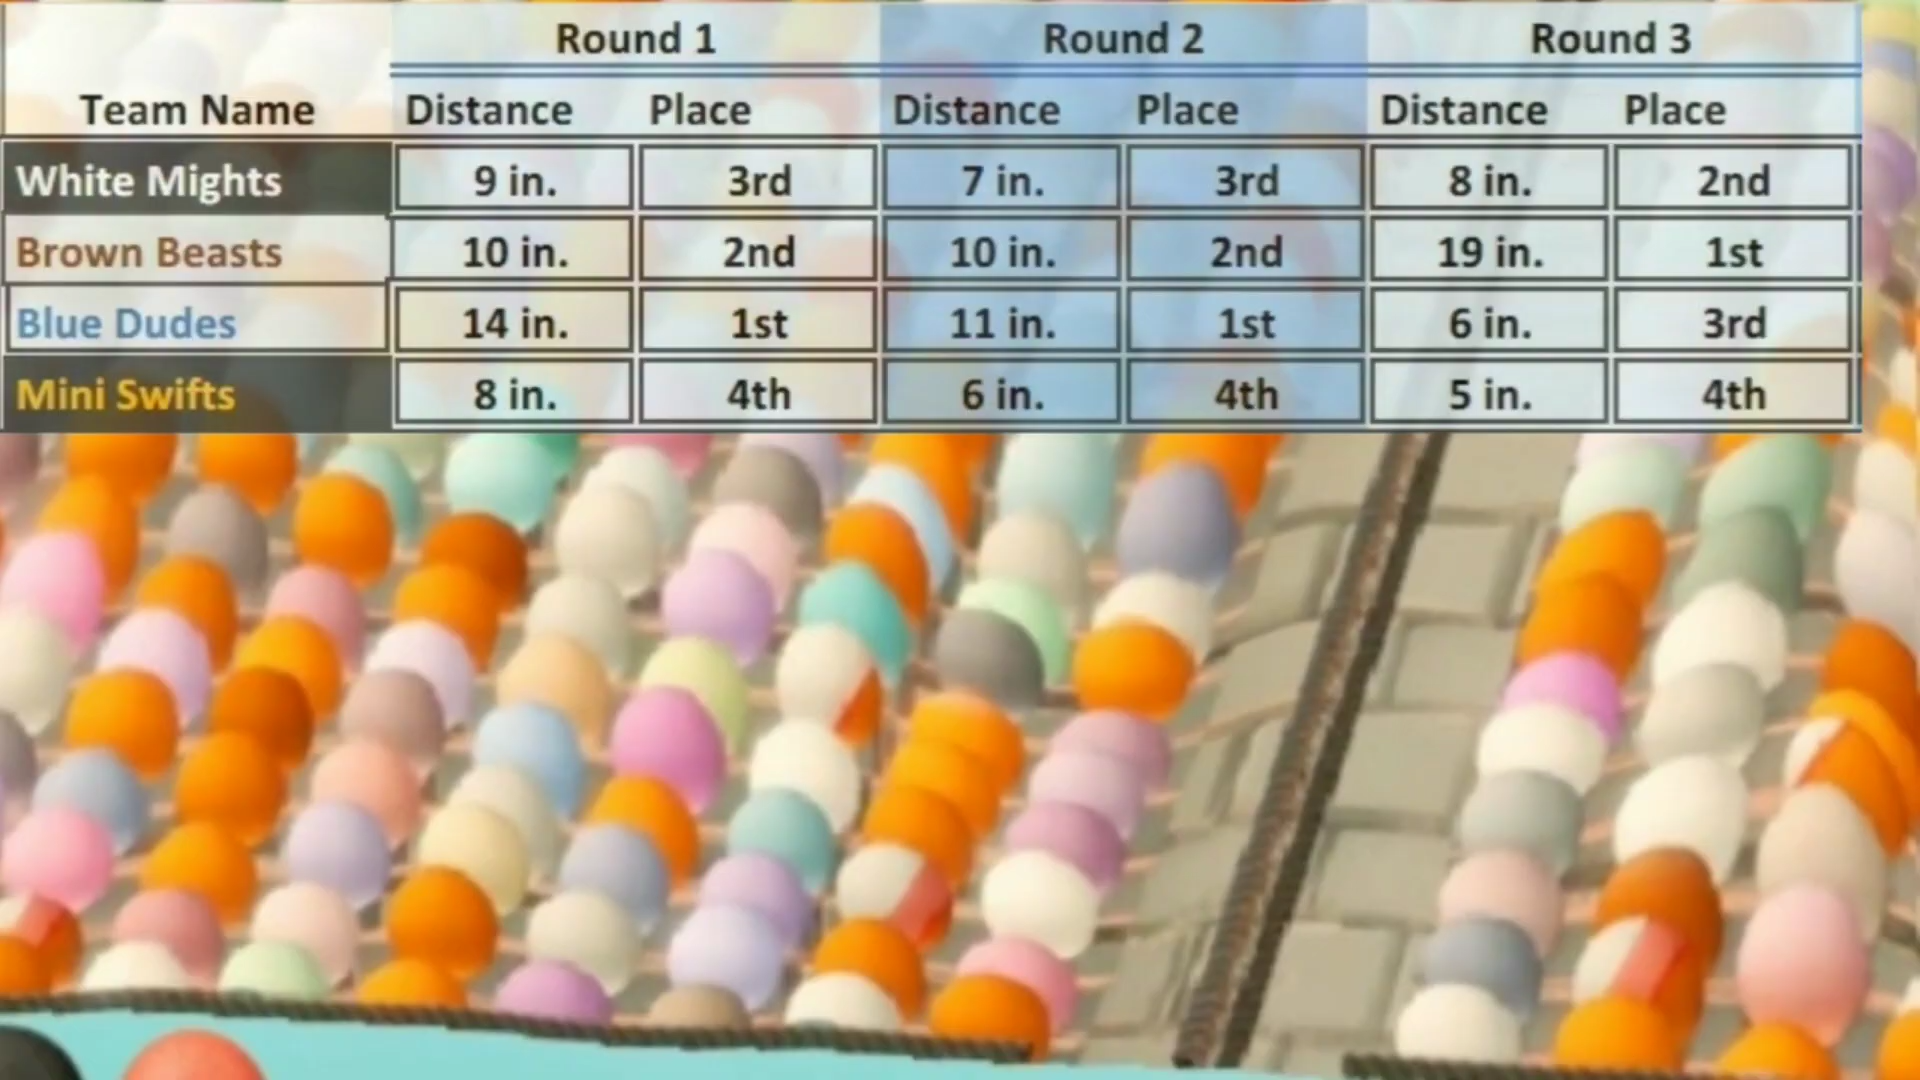 Round 1 Round 2 Round 3
Team Name Distance Place Distance Place Distance Place
White Mights 9 in. 3rd 7 in. 3rd 8 in. 2nd
Brown Beasts 10 in. 2nd 10 in. 2nd 19 in. 1st
Blue Dudes 14 in. 1st 11 in. 1st 6 in. 3rd
Mini Swifts 8 in. 4th 6 in. 4th 5 in. 4th